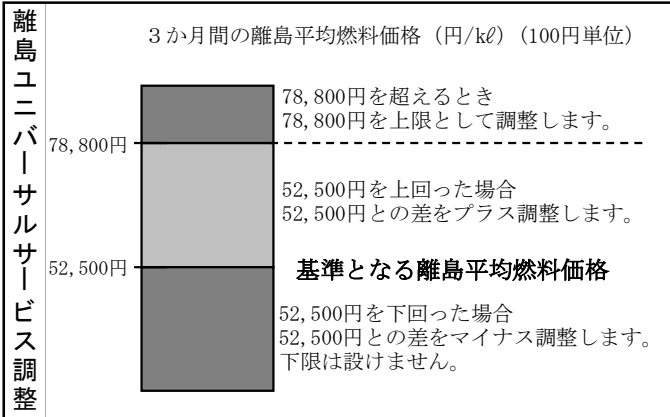 離島ユニバーサルサービス調整
３か月間の離島平均燃料価格（円/kℓ）（100円単位）
78,800円を超えるとき
78,800円を上限として調整します。
78,800円
52,500円を上回った場合
52,500円との差をプラス調整します。
52,500円
基準となる離島平均燃料価格
52,500円を下回った場合
52,500円との差をマイナス調整します。
下限は設けません。